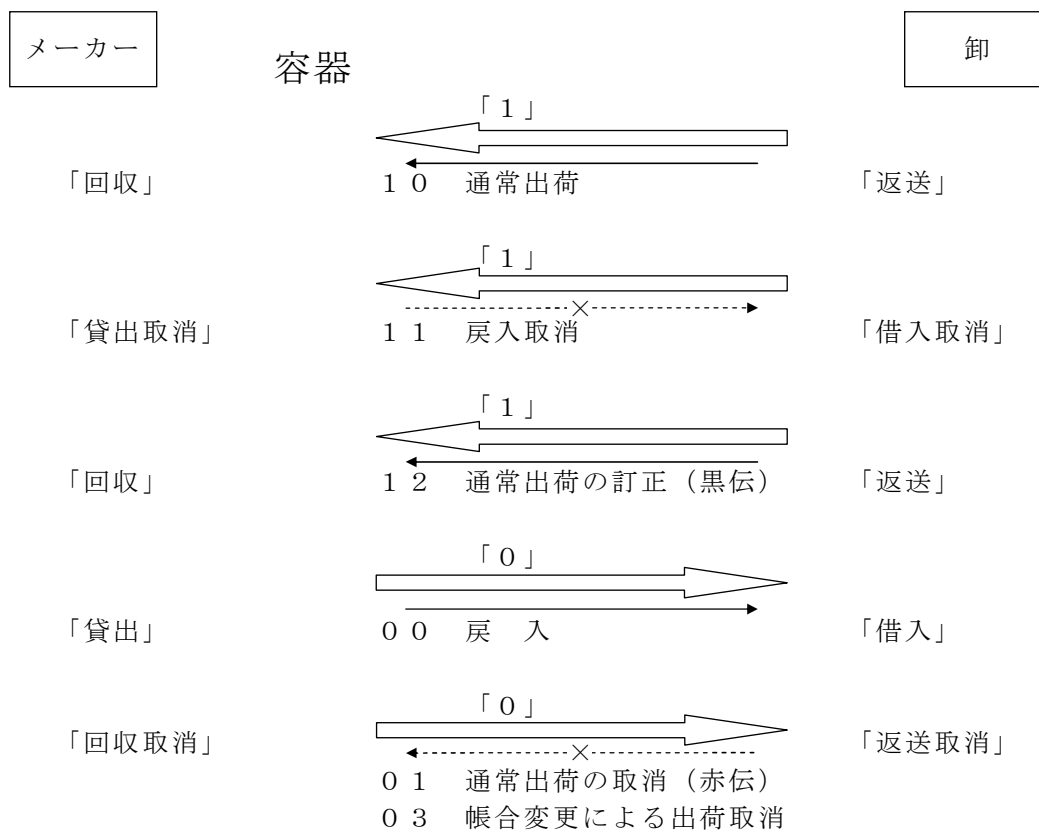 メーカー 容器 卸
「１」
「回収」 １０ 通常出荷 「返送」
「１」
×
「貸出取消」 １１ 戻入取消 「借入取消」
「１」
「回収」 １２ 通常出荷の訂正（黒伝） 「返送」
「０」
「貸出」 ００ 戻　入 「借入」
「０」
「回収取消」 × 「返送取消」
０１ 通常出荷の取消（赤伝）
０３ 帳合変更による出荷取消